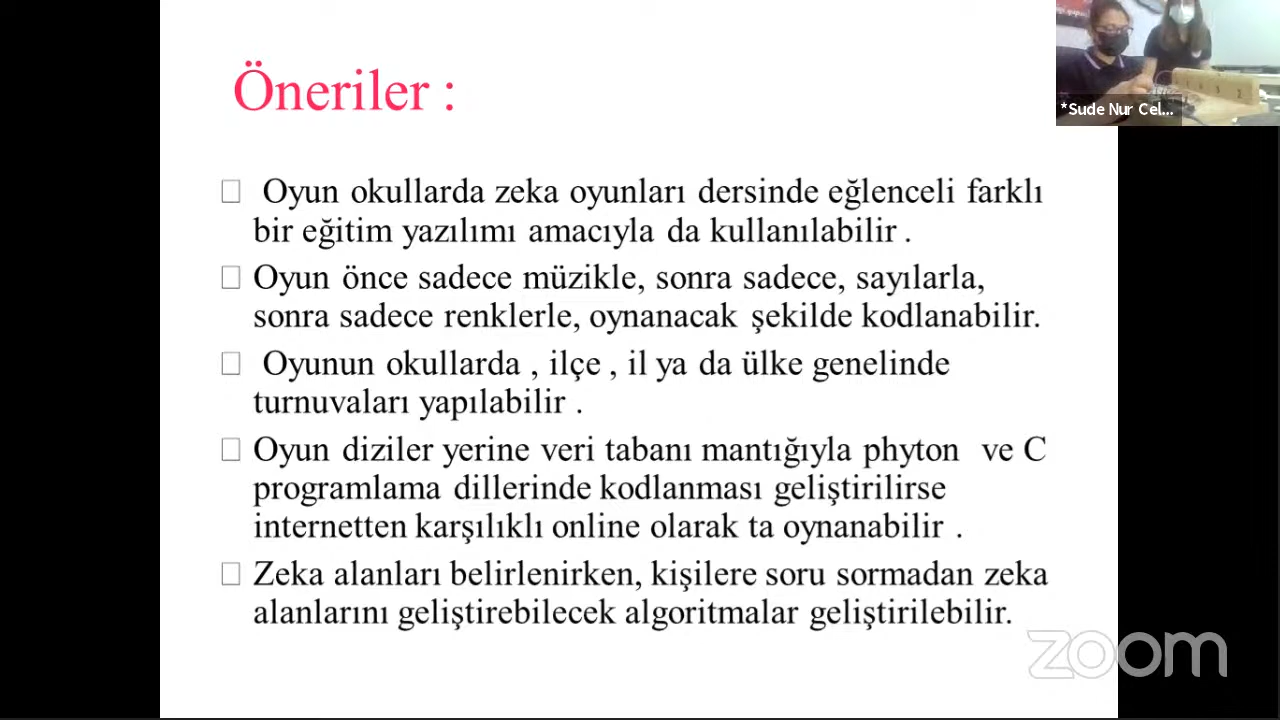 Öneriler :
*Sude Nur Cel...
Oyun okullarda zeka oyunları dersinde eğlenceli farklı
bir eğitim yazılımı amacıyla da kullanılabilir .
Oyun önce sadece müzikle, sonra sadece, sayılarla,
sonra sadece renklerle, oynanacak şekilde kodlanabilir.
Oyunun okullarda , ilçe , il ya da ülke genelinde
turnuvaları yapılabilir .
Oyun diziler yerine veri tabanı mantığıyla phyton ve C
programlama dillerinde kodlanması geliştirilirse
internetten karşılıklı online olarak ta oynanabilir .
Zeka alanları belirlenirken, kişilere soru sormadan zeka
alanlarını geliştirebilecek algoritmalar geliştirilebilir.
zoom